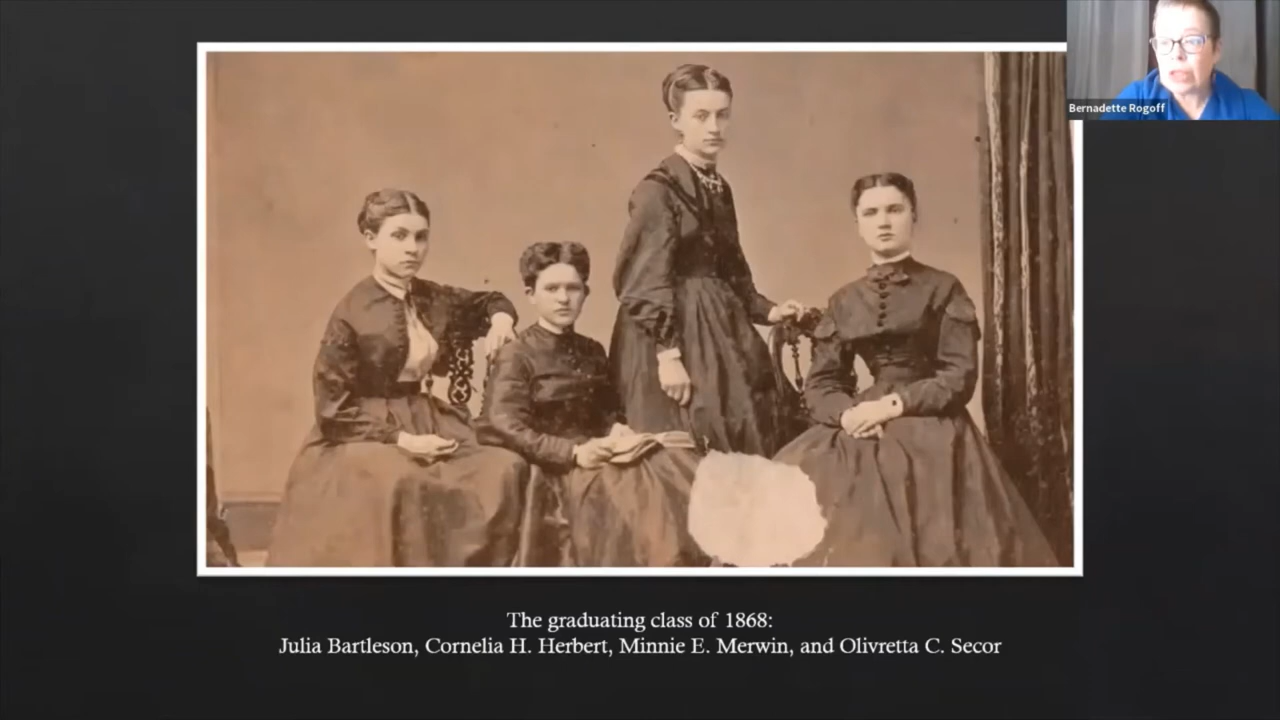 Bernadette Rogoff
The graduating class of 1868:
Julia Bartleson, Cornelia H. Herbert, Minnie E. Merwin, and Olivretta C. Secor